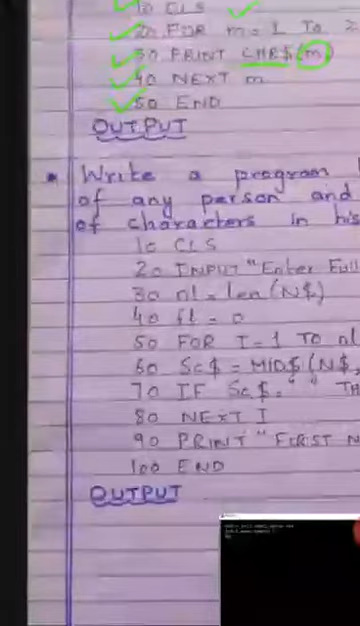 10 CLS
20 FOR m = 1 TO 2
30 PRINT CHR$(m)
40 NEXT m
50 END
OUTPUT
Write a program
of any person and
of characters in his
10 CLS
20 INPUT "Enter Full
30 nl = len(N$)
40 fl = 0
50 FOR I = 1 TO nl
60 Sc$ = MID$(N$,
70 IF Sc$ = " " TH
80 NEXT I
90 PRINT "FIRST N
100 END
OUTPUT